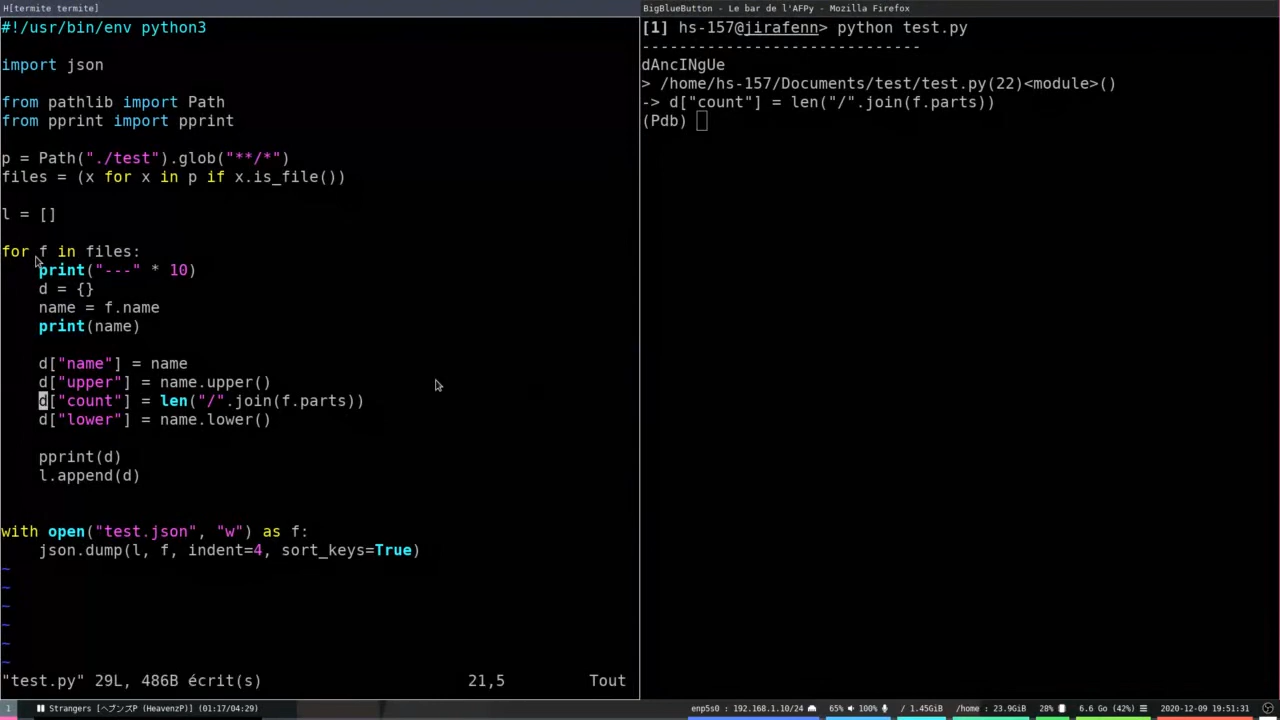 H[termite termite]
#!/usr/bin/env python3
import json
from pathlib import Path
from pprint import pprint
p = Path("./test").glob("**/*")
files = (x for x in p if x.is_file())
l = []
for f in files:
    print("---" * 10)
    d = {}
    name = f.name
    print(name)
    d["name"] = name
    d["upper"] = name.upper()
    d["count"] = len("/".join(f.parts))
    d["lower"] = name.lower()
    pprint(d)
    l.append(d)
with open("test.json", "w") as f:
    json.dump(l, f, indent=4, sort_keys=True)
~
~
~
~
~
~
"test.py" 29L, 486B écrit(s) 21,5 Tout
BigBlueButton - Le bar de l'AFPy - Mozilla Firefox
[1] hs-157@jirafenn> python test.py
------------------------------
dAncINgUe
> /home/hs-157/Documents/test/test.py(22)<module>()
-> d["count"] = len("/".join(f.parts))
(Pdb)
1 Strangers [ヘブンズP (HeavenzP)] (01:17/04:29) enp5s0 : 192.168.1.10/24 65% 100% / 1.45GiB /home : 23.9GiB 28% 6.6 Go (42%) 2020-12-09 19:51:31